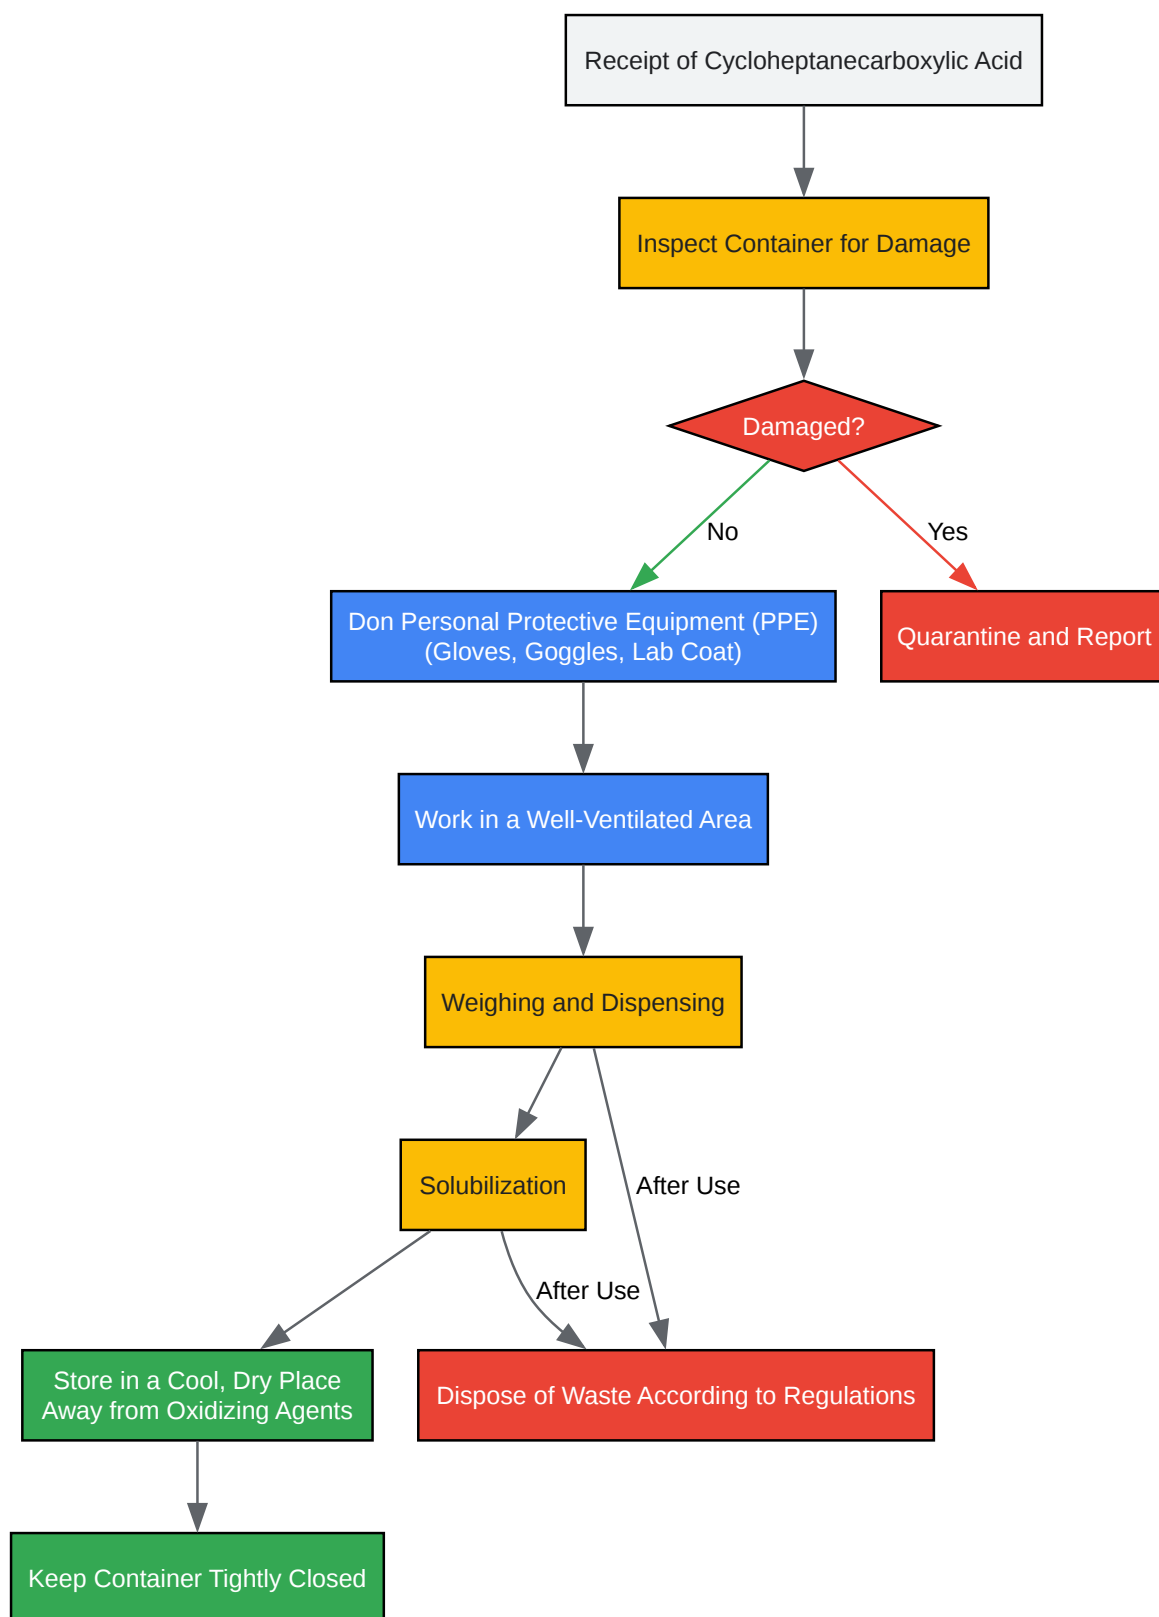 Receipt of Cycloheptanecarboxylic Acid
Inspect Container for Damage
Damaged?
No
Yes
Don Personal Protective Equipment (PPE)
(Gloves, Goggles, Lab Coat)
Quarantine and Report
Work in a Well-Ventilated Area
Weighing and Dispensing
Solubilization
After Use
After Use
Store in a Cool, Dry Place
Away from Oxidizing Agents
Dispose of Waste According to Regulations
Keep Container Tightly Closed